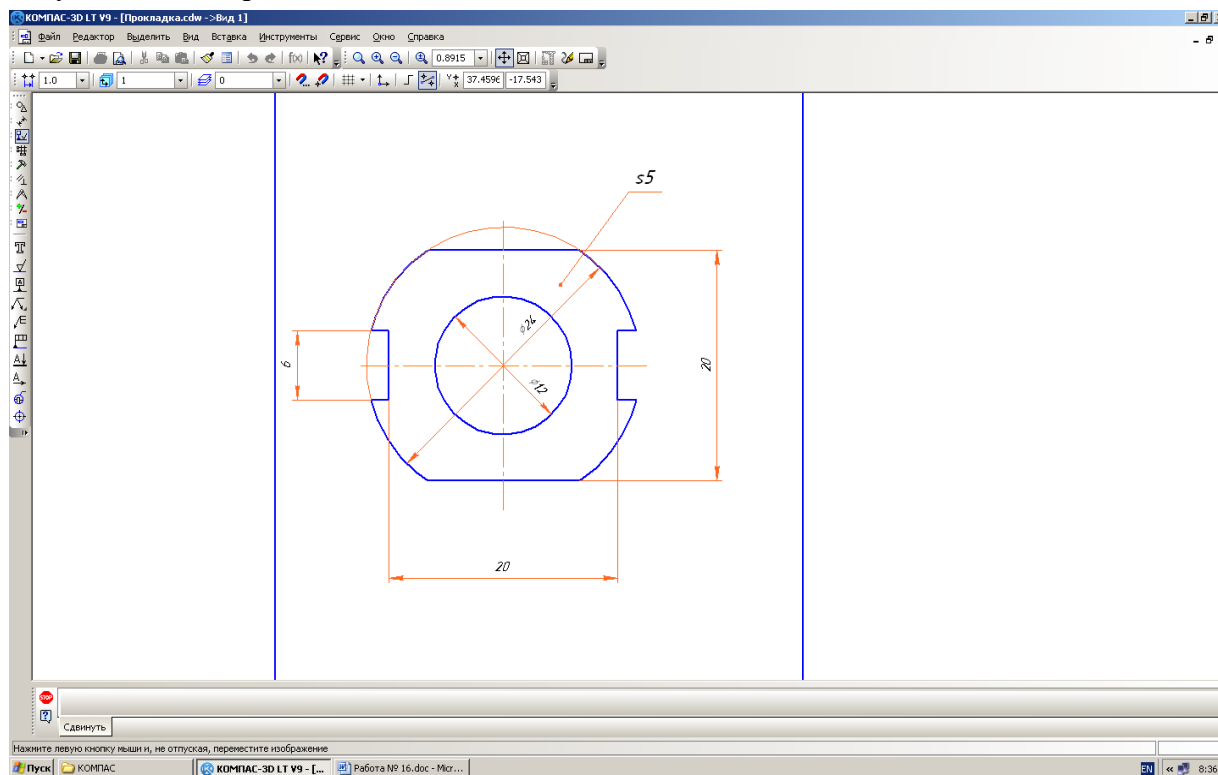 КОМПАС-3D LT V9 - [Прокладка.cdw ->Вид 1]
Файл Редактор Выделить Вид Вставка Инструменты Сервис Окно Справка
f(x) 0.8915
1.0 1 0 37.459 -17.543
s5
⌀24
6
20
⌀12
20
STOP
Сдвинуть
Нажмите левую кнопку мыши и, не отпуская, переместите изображение
Пуск КОМПАС КОМПАС-3D LT V9 - [... Работа № 16.doc - Micr... EN « 8:36